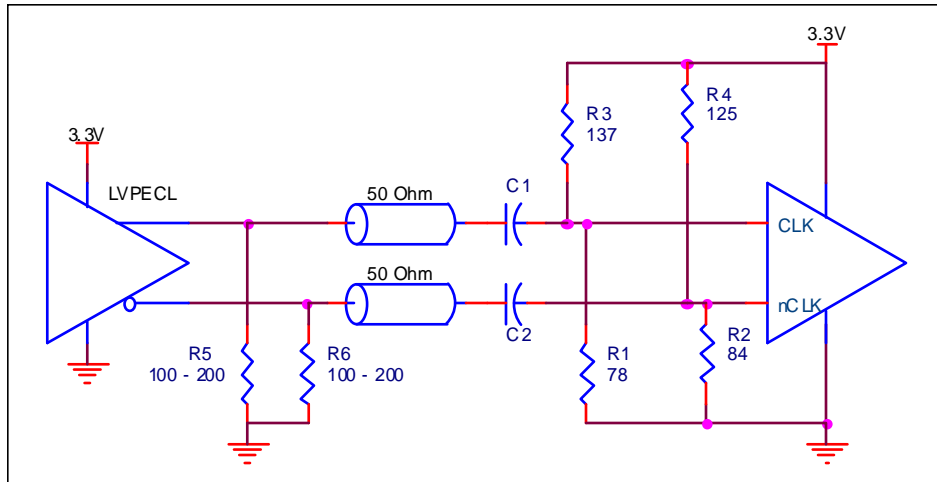 3.3V
R3
137
R4
125
3.3V
LVPECL
50 Ohm
C1
CLK
50 Ohm
C2
nCLK
R5
100 - 200
R6
100 - 200
R1
78
R2
84